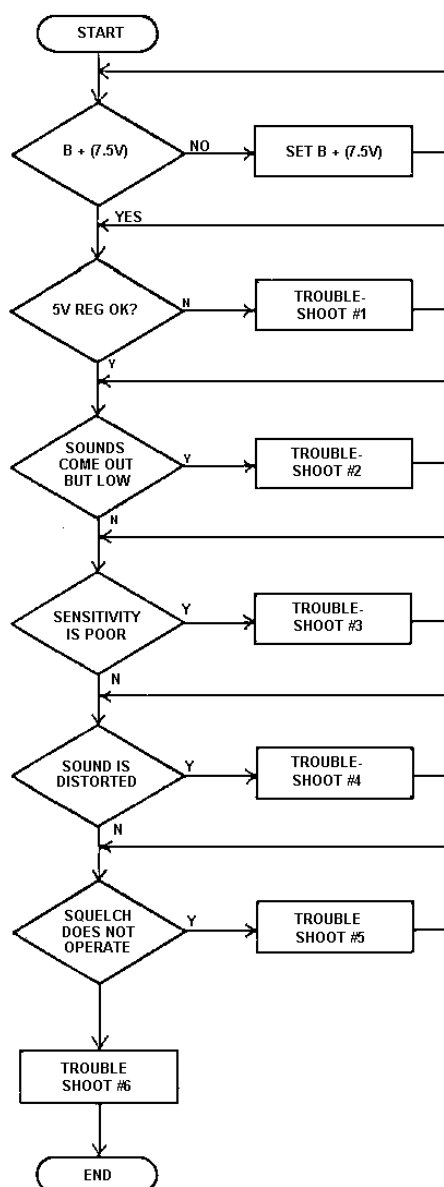 START
B + (7.5V)
NO
SET B + (7.5V)
YES
5V REG OK?
N
TROUBLE-
SHOOT #1
Y
SOUNDS
COME OUT
BUT LOW
Y
TROUBLE-
SHOOT #2
N
SENSITIVITY
IS POOR
Y
TROUBLE-
SHOOT #3
N
SOUND IS
DISTORTED
Y
TROUBLE-
SHOOT #4
N
SQUELCH
DOES NOT
OPERATE
Y
TROUBLE
SHOOT #5
TROUBLE
SHOOT #6
END